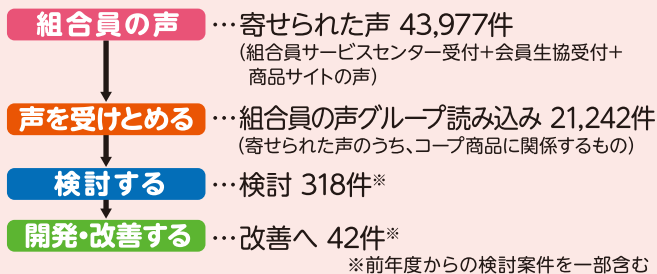 組合員の声 …寄せられた声 43,977件
(組合員サービスセンター受付+会員生協受付+
商品サイトの声)
声を受けとめる …組合員の声グループ読み込み 21,242件
(寄せられた声のうち、コープ商品に関係するもの)
検討する …検討 318件※
開発・改善する …改善へ 42件※
※前年度からの検討案件を一部含む